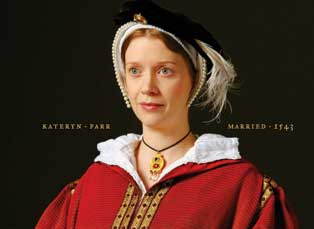 KATERYN · PARR MARRIED · 1543